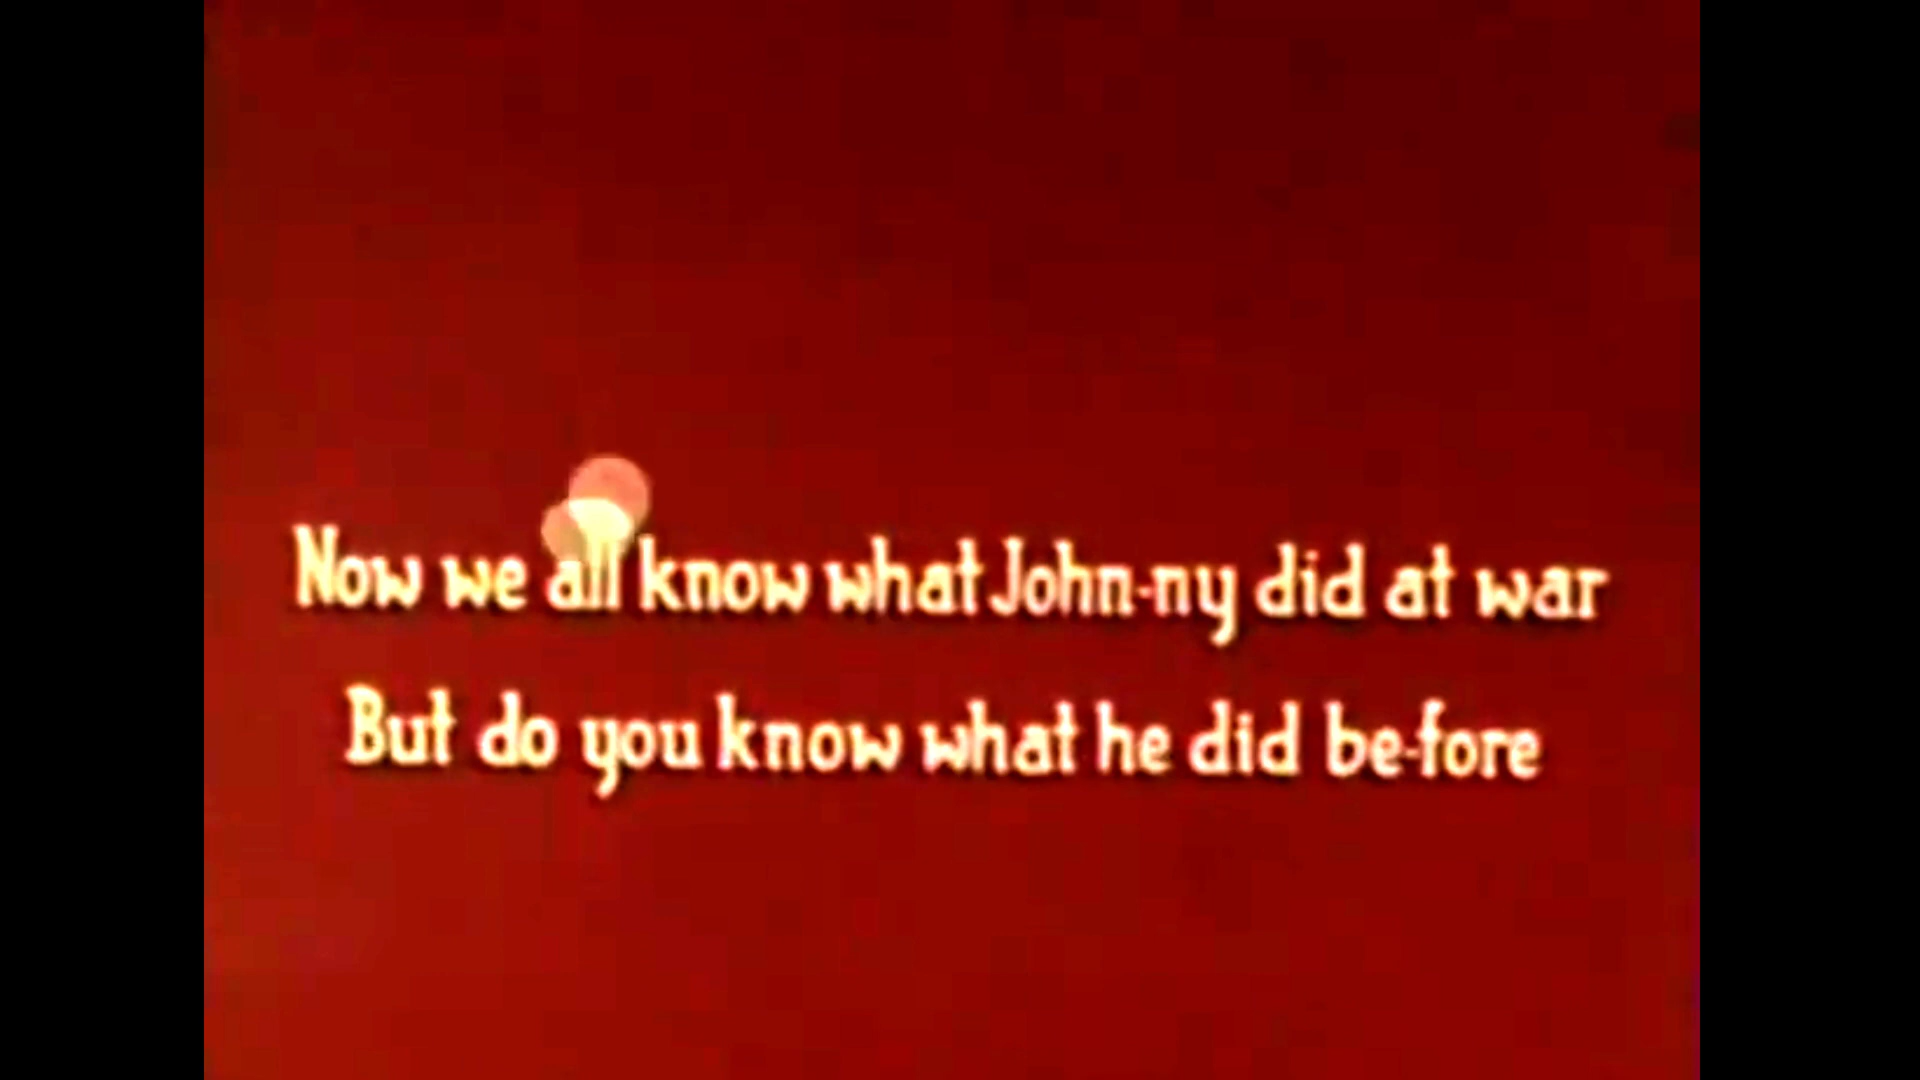 Now we all know what John-ny did at war
But do you know what he did be-fore